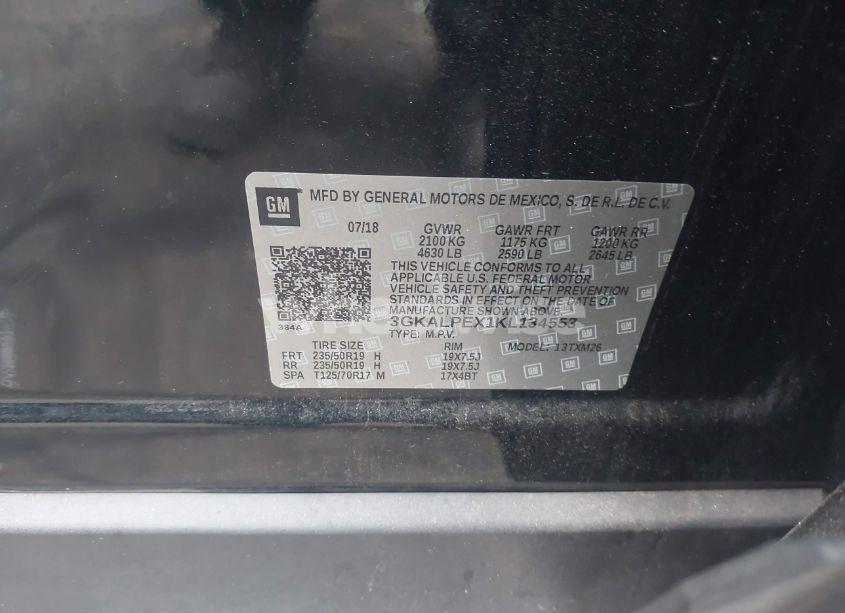 GM MFD BY GENERAL MOTORS DE MEXICO, S. DE R.L. DE C.V.
07/18 GVWR GAWR FRT GAWR RR
2100 KG 1175 KG 1200 KG
4630 LB 2590 LB 2645 LB
THIS VEHICLE CONFORMS TO ALL
APPLICABLE U.S. FEDERAL MOTOR
VEHICLE SAFETY AND THEFT PREVENTION
STANDARDS IN EFFECT ON THE DATE OF
MANUFACTURE SHOWN ABOVE.
384A 3GKALPEX1KL134553
TYPE: M.P.V. MODEL: 13TXM26
TIRE SIZE RIM
FRT 235/50R19 H 19X7.5J
RR 235/50R19 H 19X7.5J
SPA T125/70R17 M 17X4BT